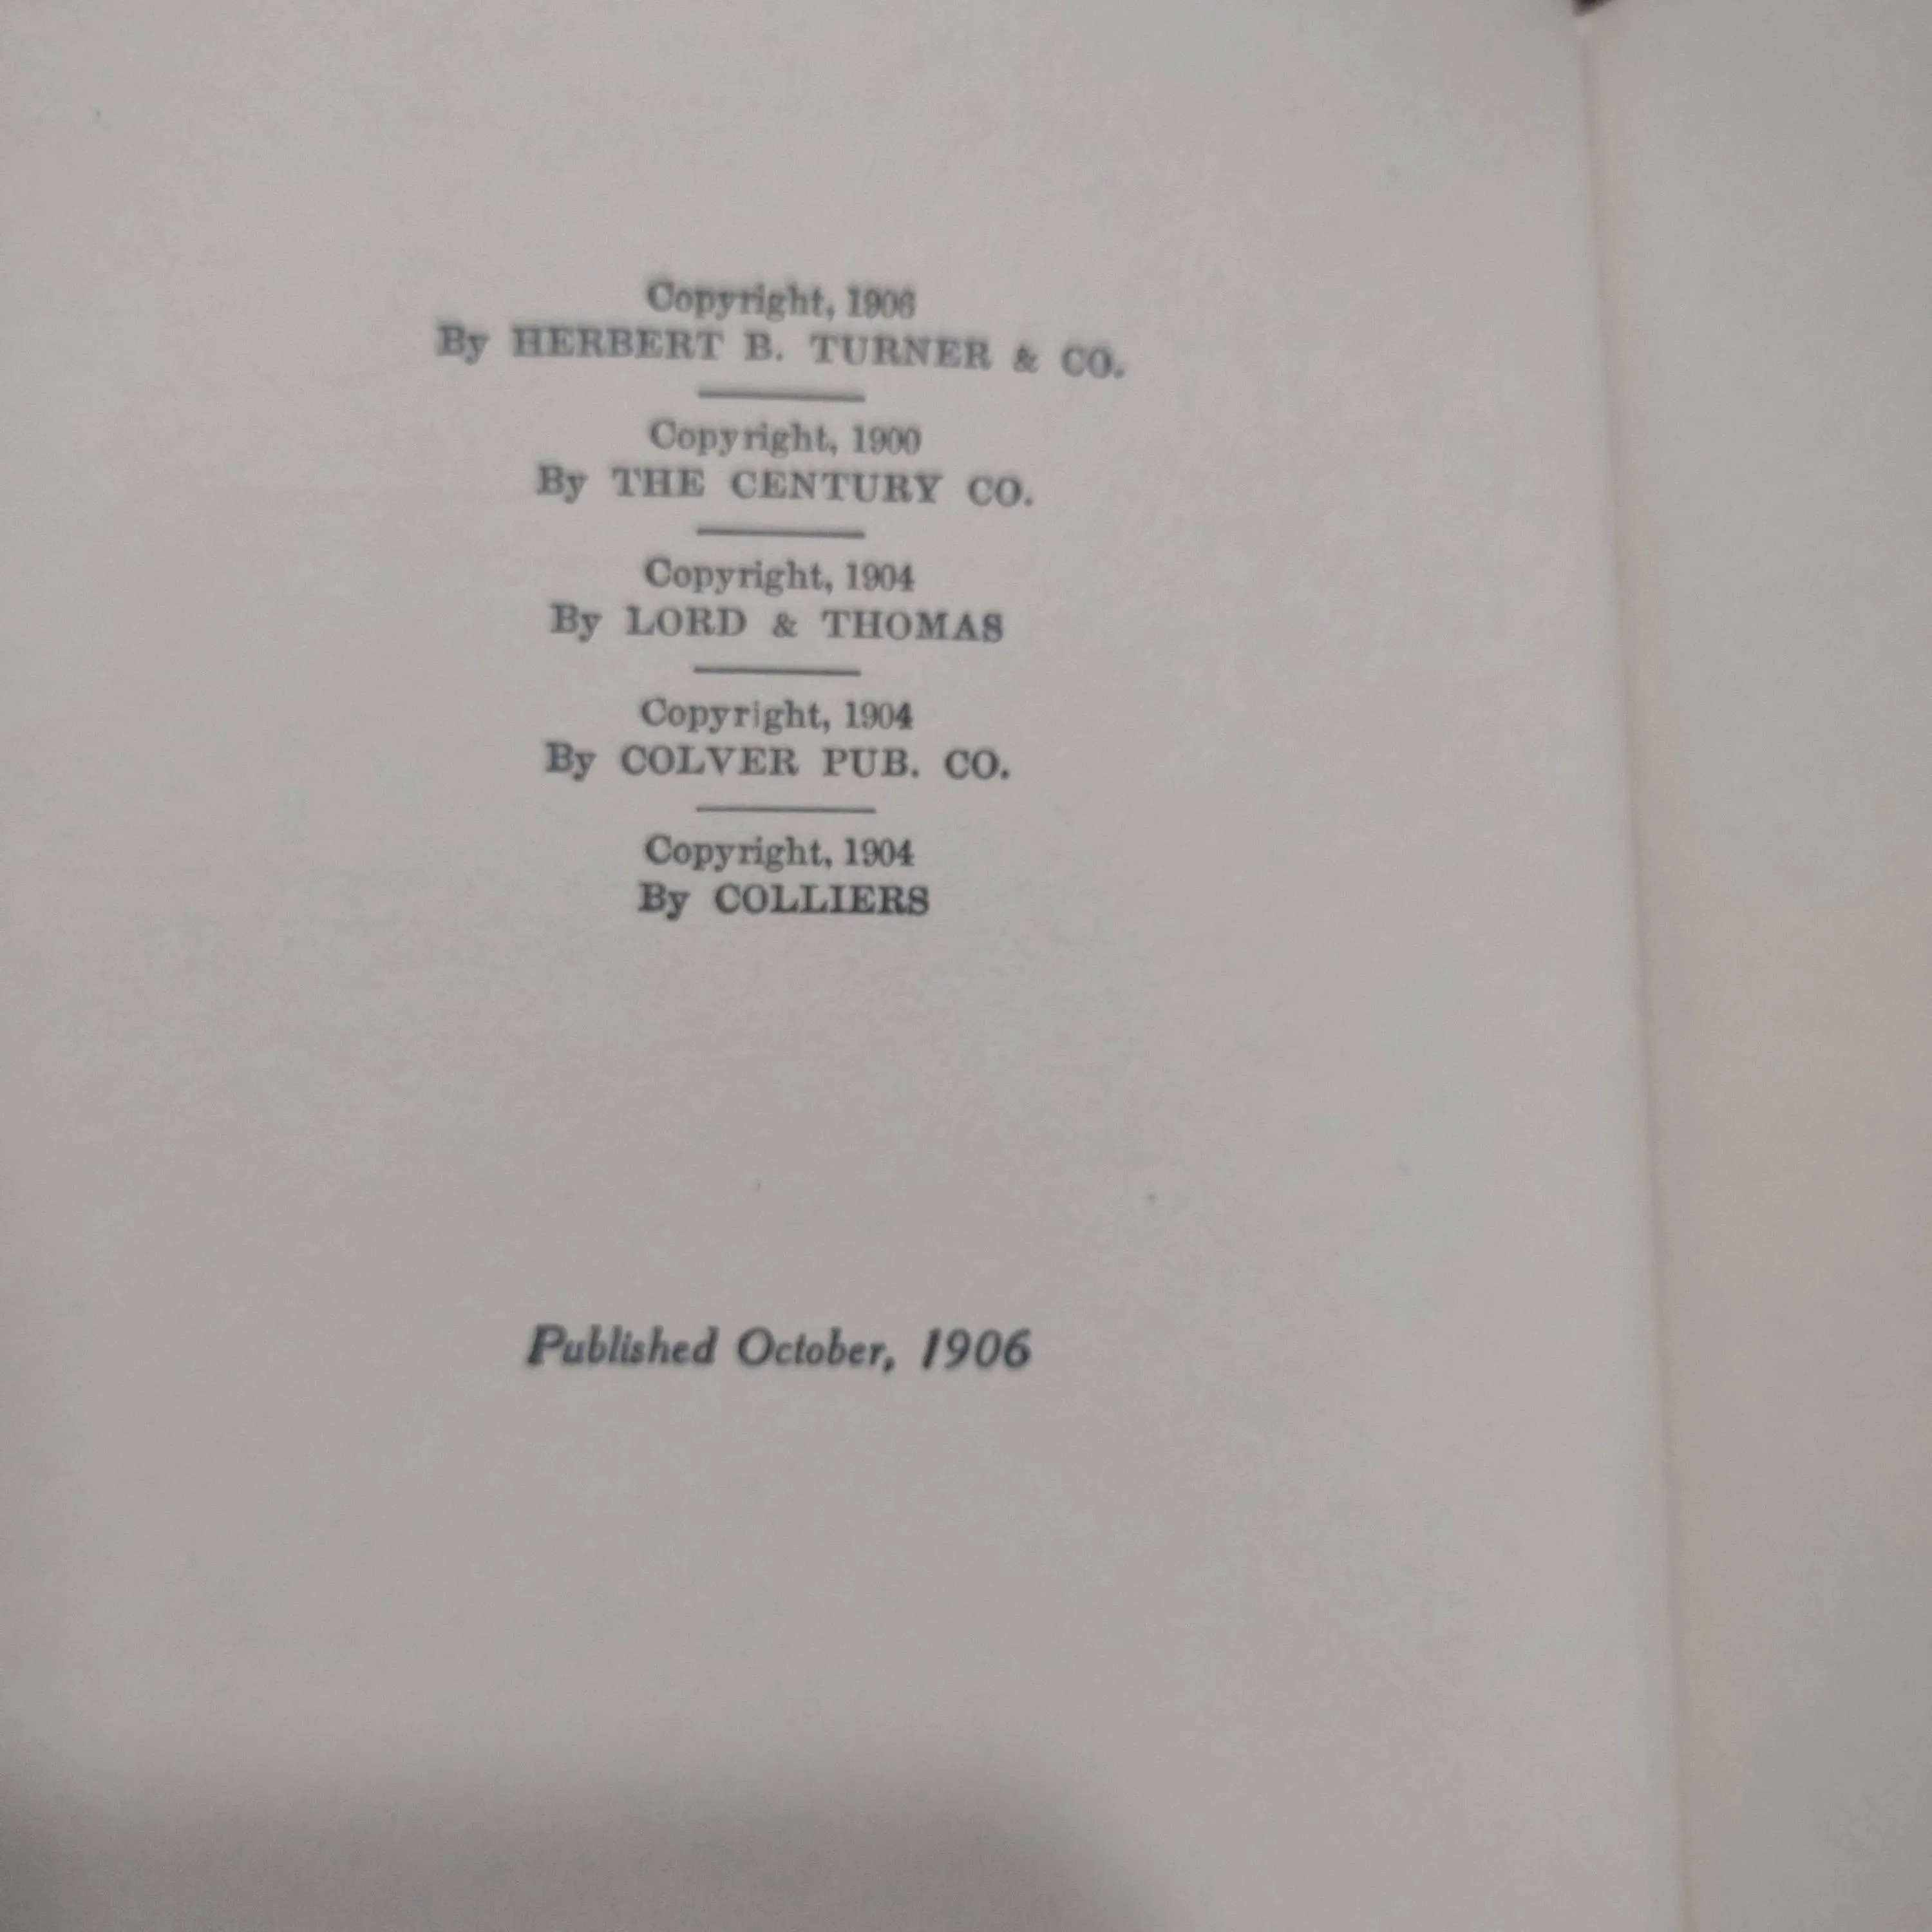 Copyright, 1906
By HERBERT B. TURNER & CO.
Copyright, 1900
By THE CENTURY CO.
Copyright, 1904
By LORD & THOMAS
Copyright, 1904
By COLVER PUB. CO.
Copyright, 1904
By COLLIERS
Published October, 1906